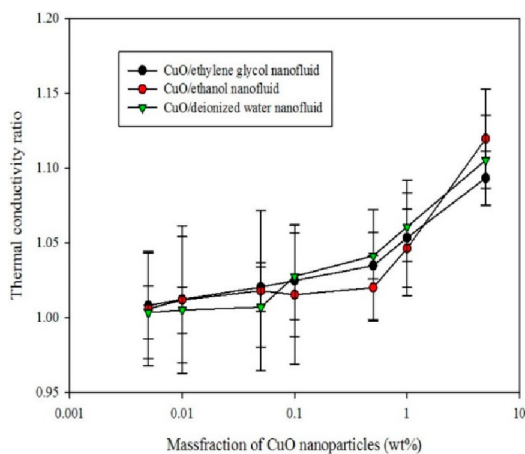 1.20
1.15
1.10
1.05
1.00
0.95
Thermal conductivity ratio
CuO/ethylene glycol nanofluid
CuO/ethanol nanofluid
CuO/deionized water nanofluid
0.001 0.01 0.1 1 10
Massfraction of CuO nanoparticles (wt%)